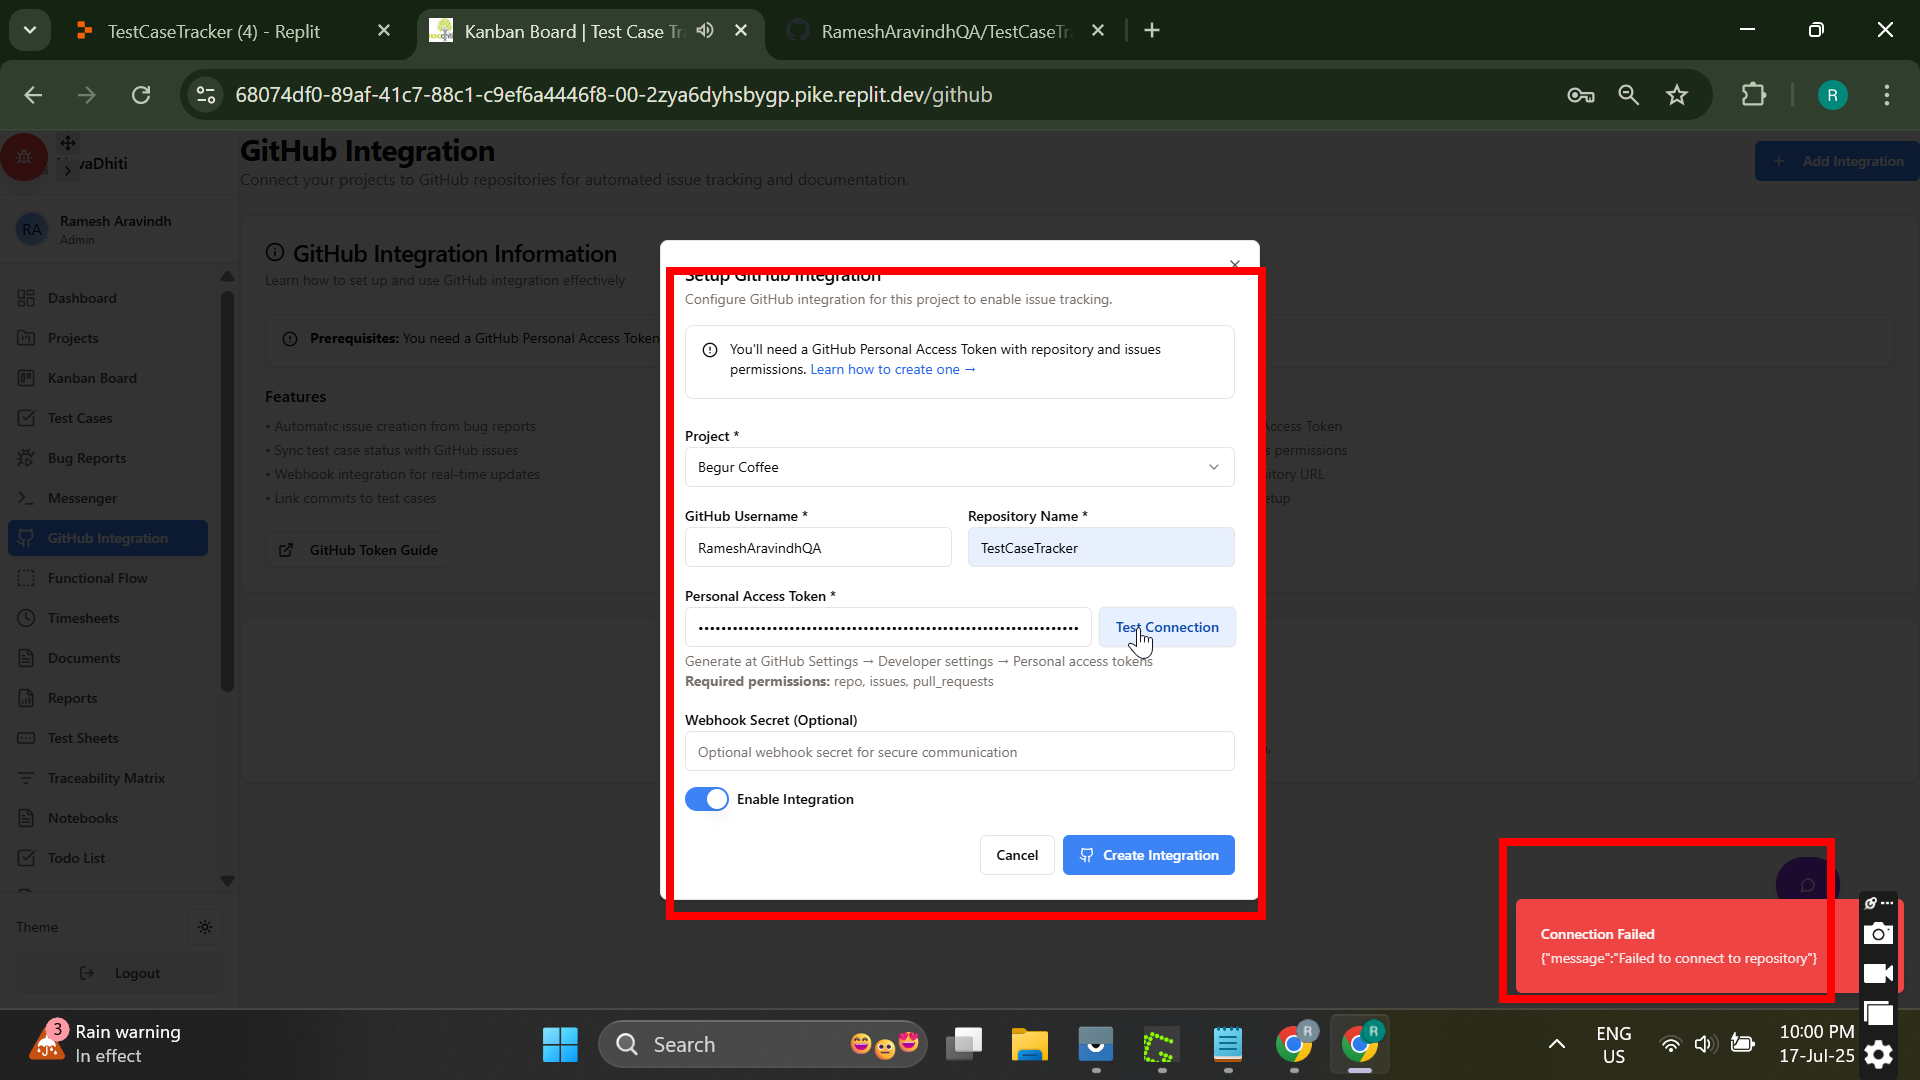 TestCaseTracker (4) - Replit
Kanban Board | Test Case Tr
RameshAravindhQA/TestCaseTr
68074df0-89af-41c7-88c1-c9ef6a4446f8-00-2zya6dyhsbygp.pike.replit.dev/github
R
vaDhiti
GitHub Integration
Connect your projects to GitHub repositories for automated issue tracking and documentation.
+ Add Integration
RA
Ramesh Aravindh
Admin
Dashboard
Projects
Kanban Board
Test Cases
Bug Reports
Messenger
GitHub Integration
Functional Flow
Timesheets
Documents
Reports
Test Sheets
Traceability Matrix
Notebooks
Todo List
Theme
Logout
GitHub Integration Information
Learn how to set up and use GitHub integration effectively
Prerequisites: You need a GitHub Personal Access Token
Features
• Automatic issue creation from bug reports
• Sync test case status with GitHub issues
• Webhook integration for real-time updates
• Link commits to test cases
GitHub Token Guide
Access Token
s permissions
itory URL
etup
Setup GitHub Integration
Configure GitHub integration for this project to enable issue tracking.
You'll need a GitHub Personal Access Token with repository and issues
permissions. Learn how to create one →
Project *
Begur Coffee
GitHub Username *
Repository Name *
RameshAravindhQA
TestCaseTracker
Personal Access Token *
Test Connection
Generate at GitHub Settings → Developer settings → Personal access tokens
Required permissions: repo, issues, pull_requests
Webhook Secret (Optional)
Optional webhook secret for secure communication
Enable Integration
Cancel
Create Integration
Connection Failed
{"message":"Failed to connect to repository"}
3
Rain warning
In effect
Search
R
R
ENG
US
10:00 PM
17-Jul-25